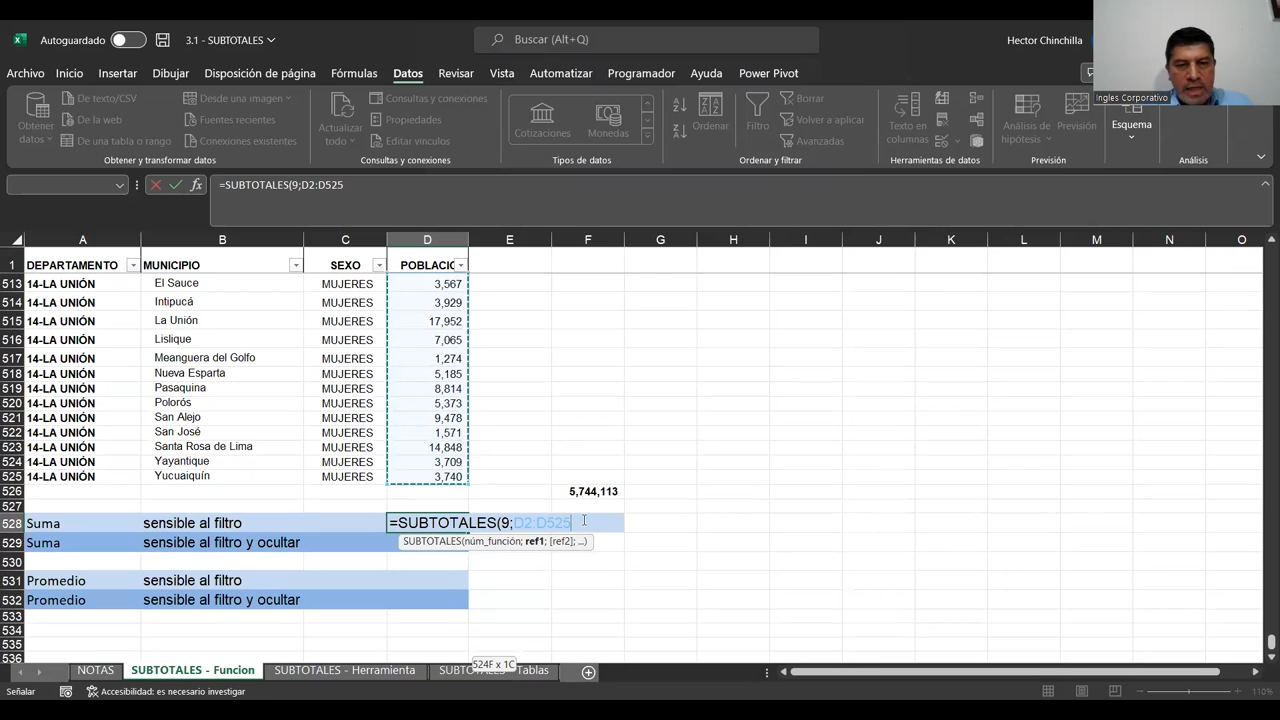 Autoguardado
3.1 - SUBTOTALES
Buscar (Alt+Q)
Hector Chinchilla
Ingles Corporativo
Archivo Inicio Insertar Dibujar Disposición de página Fórmulas Datos Revisar Vista Automatizar Programador Ayuda Power Pivot
Obtener datos
De texto/CSV
De la web
De una tabla o rango
Desde una imagen
Fuentes recientes
Conexiones existentes
Obtener y transformar datos
Actualizar todo
Consultas y conexiones
Propiedades
Editar vínculos
Consultas y conexiones
Cotizaciones
Monedas
Tipos de datos
Ordenar
Filtro
Borrar
Volver a aplicar
Avanzadas
Ordenar y filtrar
Texto en columnas
Herramientas de datos
Análisis de hipótesis
Previsión
Previsión
Esquema
Análisis
=SUBTOTALES(9;D2:D525
A B C D E F G H I J K L M N O
1 DEPARTAMENTO MUNICIPIO SEXO POBLACIO
513 14-LA UNIÓN El Sauce MUJERES 3,567
514 14-LA UNIÓN Intipucá MUJERES 3,929
515 14-LA UNIÓN La Unión MUJERES 17,952
516 14-LA UNIÓN Lislique MUJERES 7,065
517 14-LA UNIÓN Meanguera del Golfo MUJERES 1,274
518 14-LA UNIÓN Nueva Esparta MUJERES 5,185
519 14-LA UNIÓN Pasaquina MUJERES 8,814
520 14-LA UNIÓN Polorós MUJERES 5,373
521 14-LA UNIÓN San Alejo MUJERES 9,478
522 14-LA UNIÓN San José MUJERES 1,571
523 14-LA UNIÓN Santa Rosa de Lima MUJERES 14,848
524 14-LA UNIÓN Yayantique MUJERES 3,709
525 14-LA UNIÓN Yucuaiquín MUJERES 3,740
526 5,744,113
527
528 Suma sensible al filtro =SUBTOTALES(9;D2:D525
529 Suma sensible al filtro y ocultar
SUBTOTALES(núm_función; ref1; [ref2]; ...)
530
531 Promedio sensible al filtro
532 Promedio sensible al filtro y ocultar
533
534
535
536
524F x 1C
NOTAS SUBTOTALES - Funcion SUBTOTALES - Herramienta SUBTOTALES - Tablas
Señalar
Accesibilidad: es necesario investigar
110%